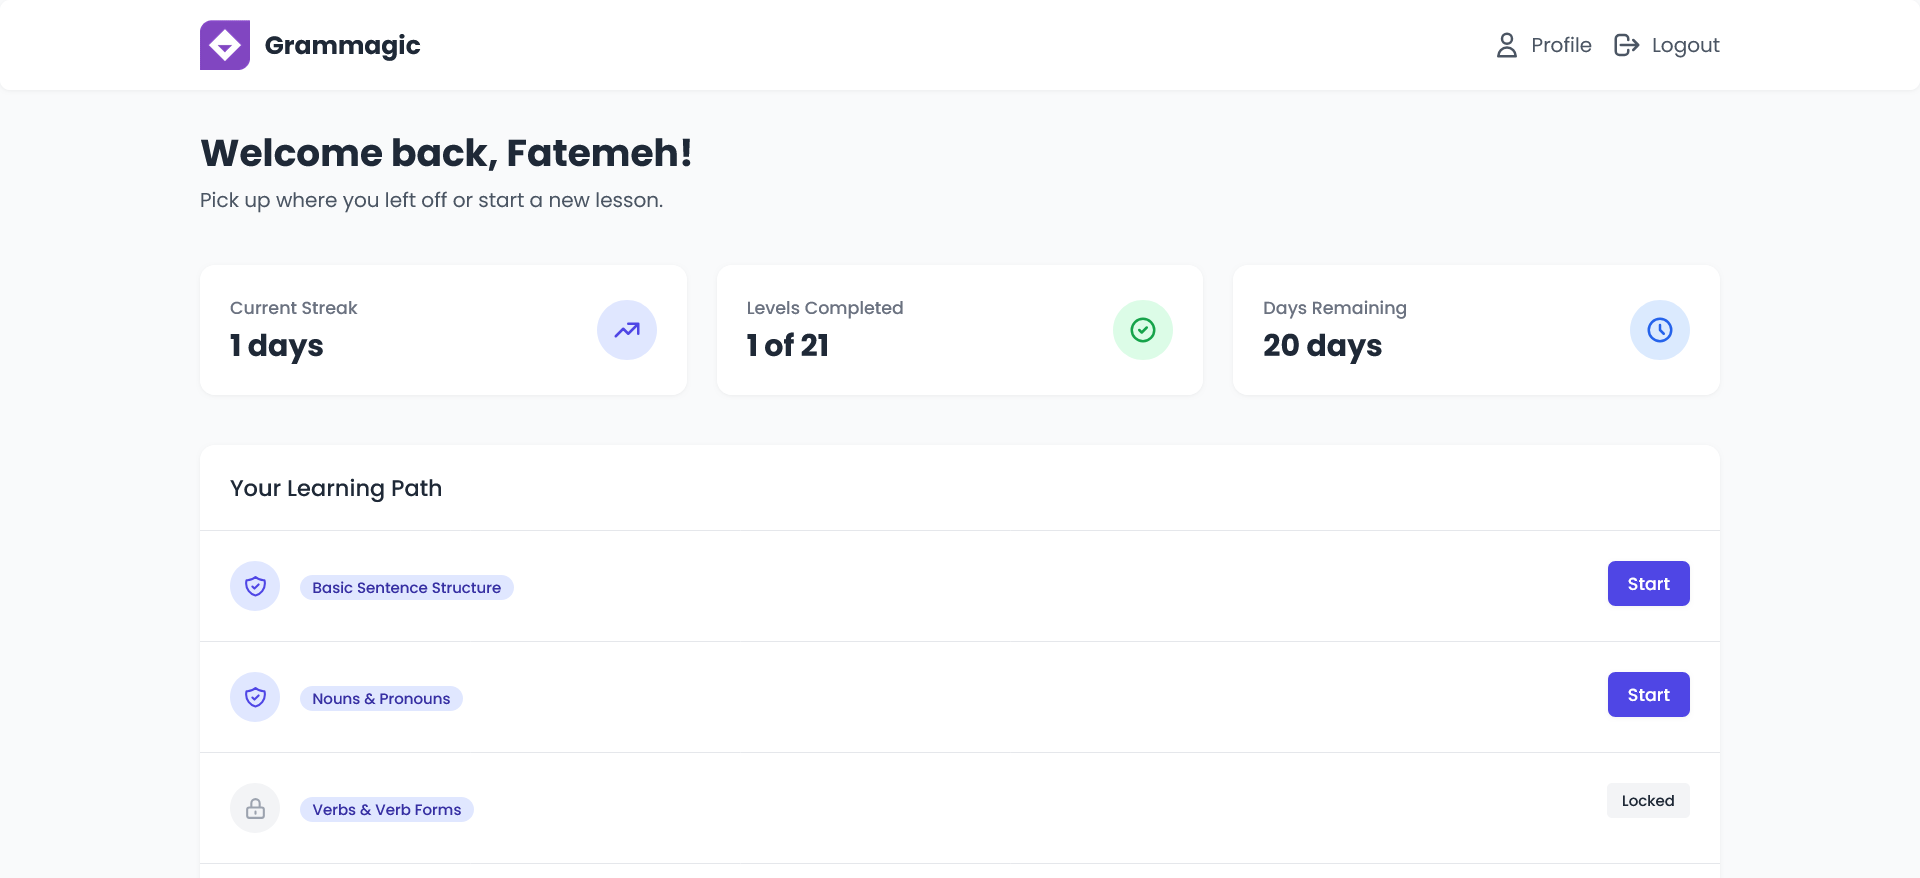 Grammagic
Profile
Logout
Welcome back, Fatemeh!
Pick up where you left off or start a new lesson.
Current Streak
1 days
Levels Completed
1 of 21
Days Remaining
20 days
Your Learning Path
Basic Sentence Structure
Start
Nouns & Pronouns
Start
Verbs & Verb Forms
Locked